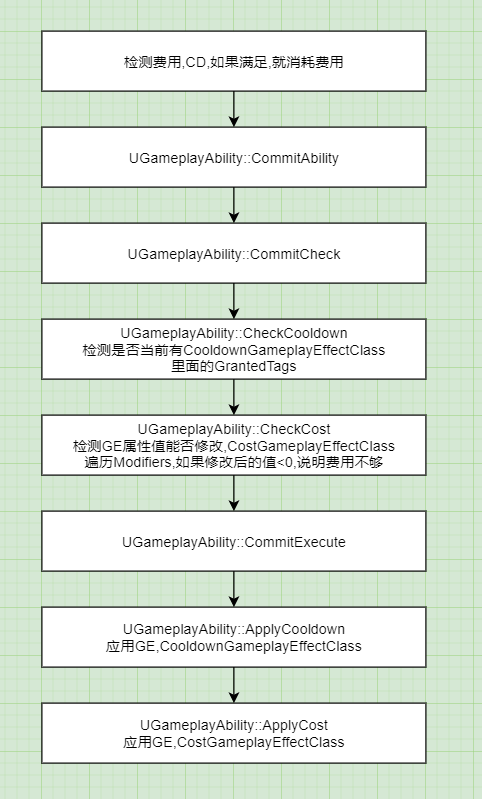 检测费用,CD,如果满足,就消耗费用
UGameplayAbility::CommitAbility
UGameplayAbility::CommitCheck
UGameplayAbility::CheckCooldown
检测是否当前有CooldownGameplayEffectClass
里面的GrantedTags
UGameplayAbility::CheckCost
检测GE属性值能否修改,CostGameplayEffectClass
遍历Modifiers,如果修改后的值<0,说明费用不够
UGameplayAbility::CommitExecute
UGameplayAbility::ApplyCooldown
应用GE,CooldownGameplayEffectClass
UGameplayAbility::ApplyCost
应用GE,CostGameplayEffectClass